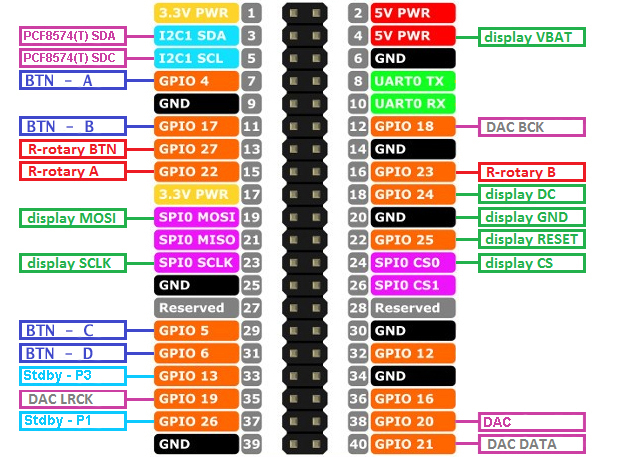 3.3V PWR 1 2 5V PWR
PCF8574(T) SDA I2C1 SDA 3 4 5V PWR display VBAT
PCF8574(T) SDC I2C1 SCL 5 6 GND
BTN - A GPIO 4 7 8 UART0 TX
GND 9 10 UART0 RX
BTN - B GPIO 17 11 12 GPIO 18 DAC BCK
R-rotary BTN GPIO 27 13 14 GND
R-rotary A GPIO 22 15 16 GPIO 23 R-rotary B
3.3V PWR 17 18 GPIO 24 display DC
display MOSI SPI0 MOSI 19 20 GND display GND
SPI0 MISO 21 22 GPIO 25 display RESET
display SCLK SPI0 SCLK 23 24 SPI0 CS0 display CS
GND 25 26 SPI0 CS1
Reserved 27 28 Reserved
BTN - C GPIO 5 29 30 GND
BTN - D GPIO 6 31 32 GPIO 12
Stdby - P3 GPIO 13 33 34 GND
DAC LRCK GPIO 19 35 36 GPIO 16
Stdby - P1 GPIO 26 37 38 GPIO 20 DAC
GND 39 40 GPIO 21 DAC DATA